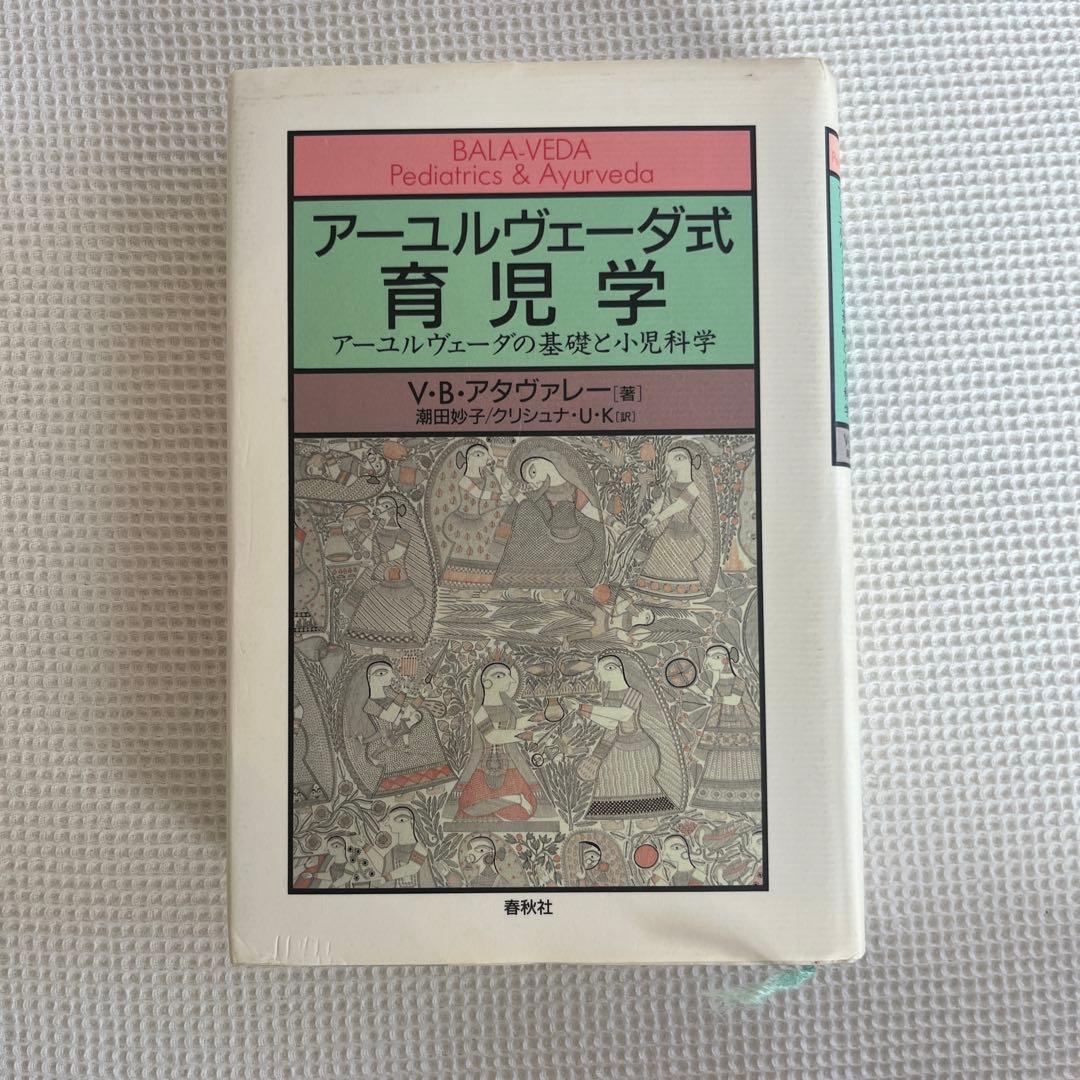 BALA-VEDA
Pediatrics & Ayurveda
アーユルヴェーダ式
育児学
アーユルヴェーダの基礎と小児科学
V・B・アタヴァレー[著]
潮田妙子/クリシュナ・U・K[訳]
春秋社